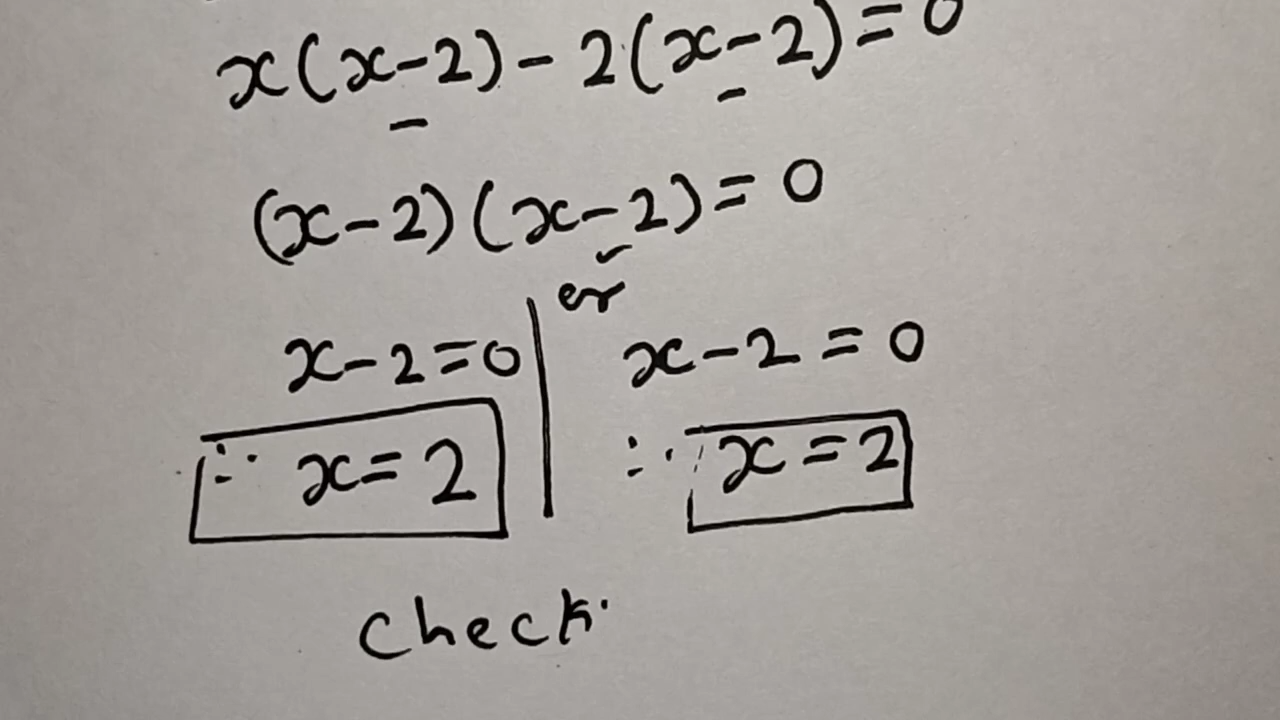 x(x-2)-2(x-2)=0
(x-2)(x-2)=0
or
x-2=0 x-2=0
∴ x=2 ∴ x=2
Check.